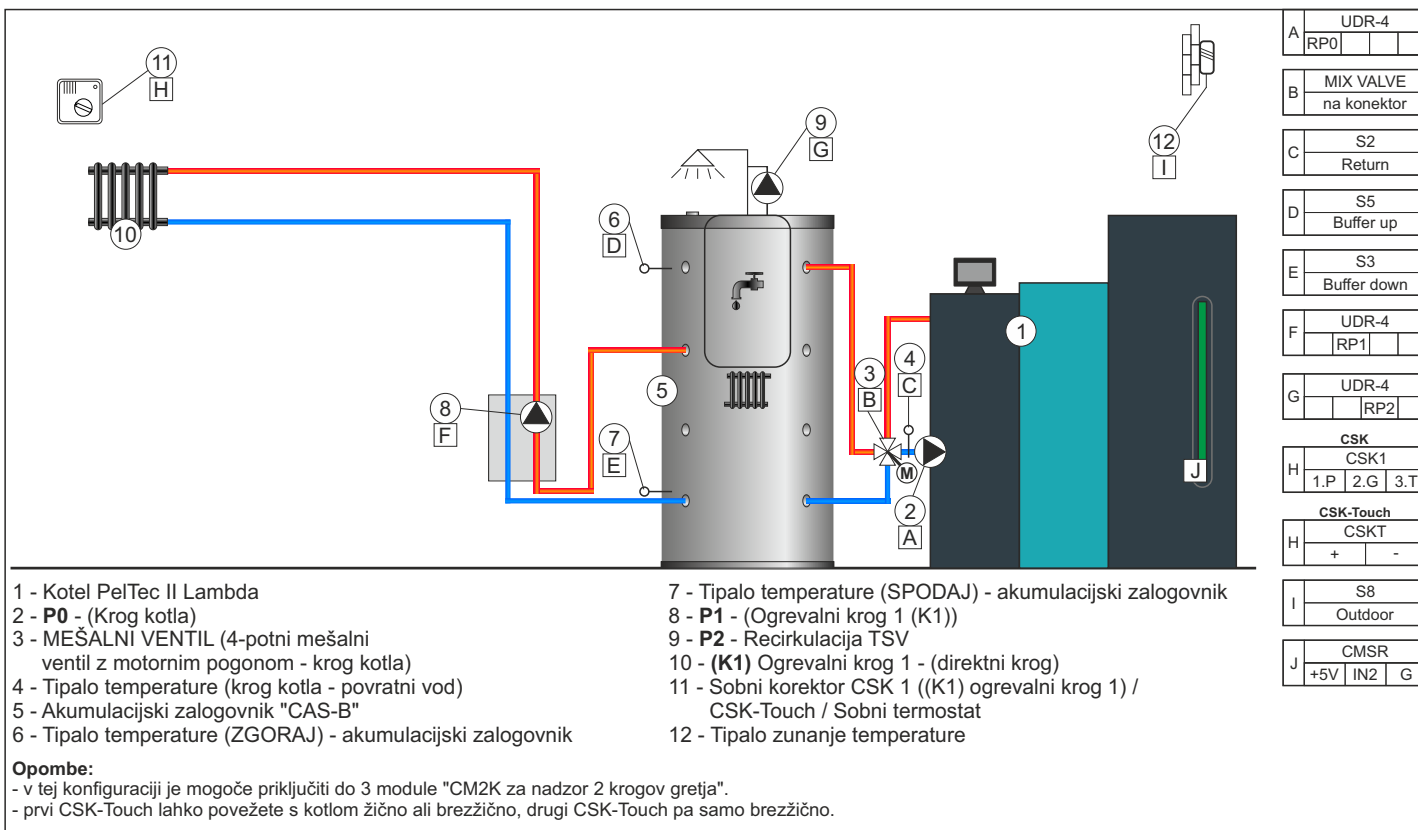 11
H
10
8
F
6
D
7
E
5
9
G
3
B
4
C
M
2
A
1
12
I
J
A
UDR-4
RP0
B
MIX VALVE
na konektor
C
S2
Return
D
S5
Buffer up
E
S3
Buffer down
F
UDR-4
RP1
G
UDR-4
RP2
CSK
H
CSK1
1.P 2.G 3.T
CSK-Touch
H
CSKT
+ -
I
S8
Outdoor
J
CMSR
+5V IN2 G
1 - Kotel PelTec II Lambda
2 - P0 - (Krog kotla)
3 - MEŠALNI VENTIL (4-potni mešalni
ventil z motornim pogonom - krog kotla)
4 - Tipalo temperature (krog kotla - povratni vod)
5 - Akumulacijski zalogovnik "CAS-B"
6 - Tipalo temperature (ZGORAJ) - akumulacijski zalogovnik
7 - Tipalo temperature (SPODAJ) - akumulacijski zalogovnik
8 - P1 - (Ogrevalni krog 1 (K1))
9 - P2 - Recirkulacija TSV
10 - (K1) Ogrevalni krog 1 - (direktni krog)
11 - Sobni korektor CSK 1 ((K1) ogrevalni krog 1) /
CSK-Touch / Sobni termostat
12 - Tipalo zunanje temperature
Opombe:
- v tej konfiguraciji je mogoče priključiti do 3 module "CM2K za nadzor 2 krogov gretja".
- prvi CSK-Touch lahko povežete s kotlom žično ali brezžično, drugi CSK-Touch pa samo brezžično.